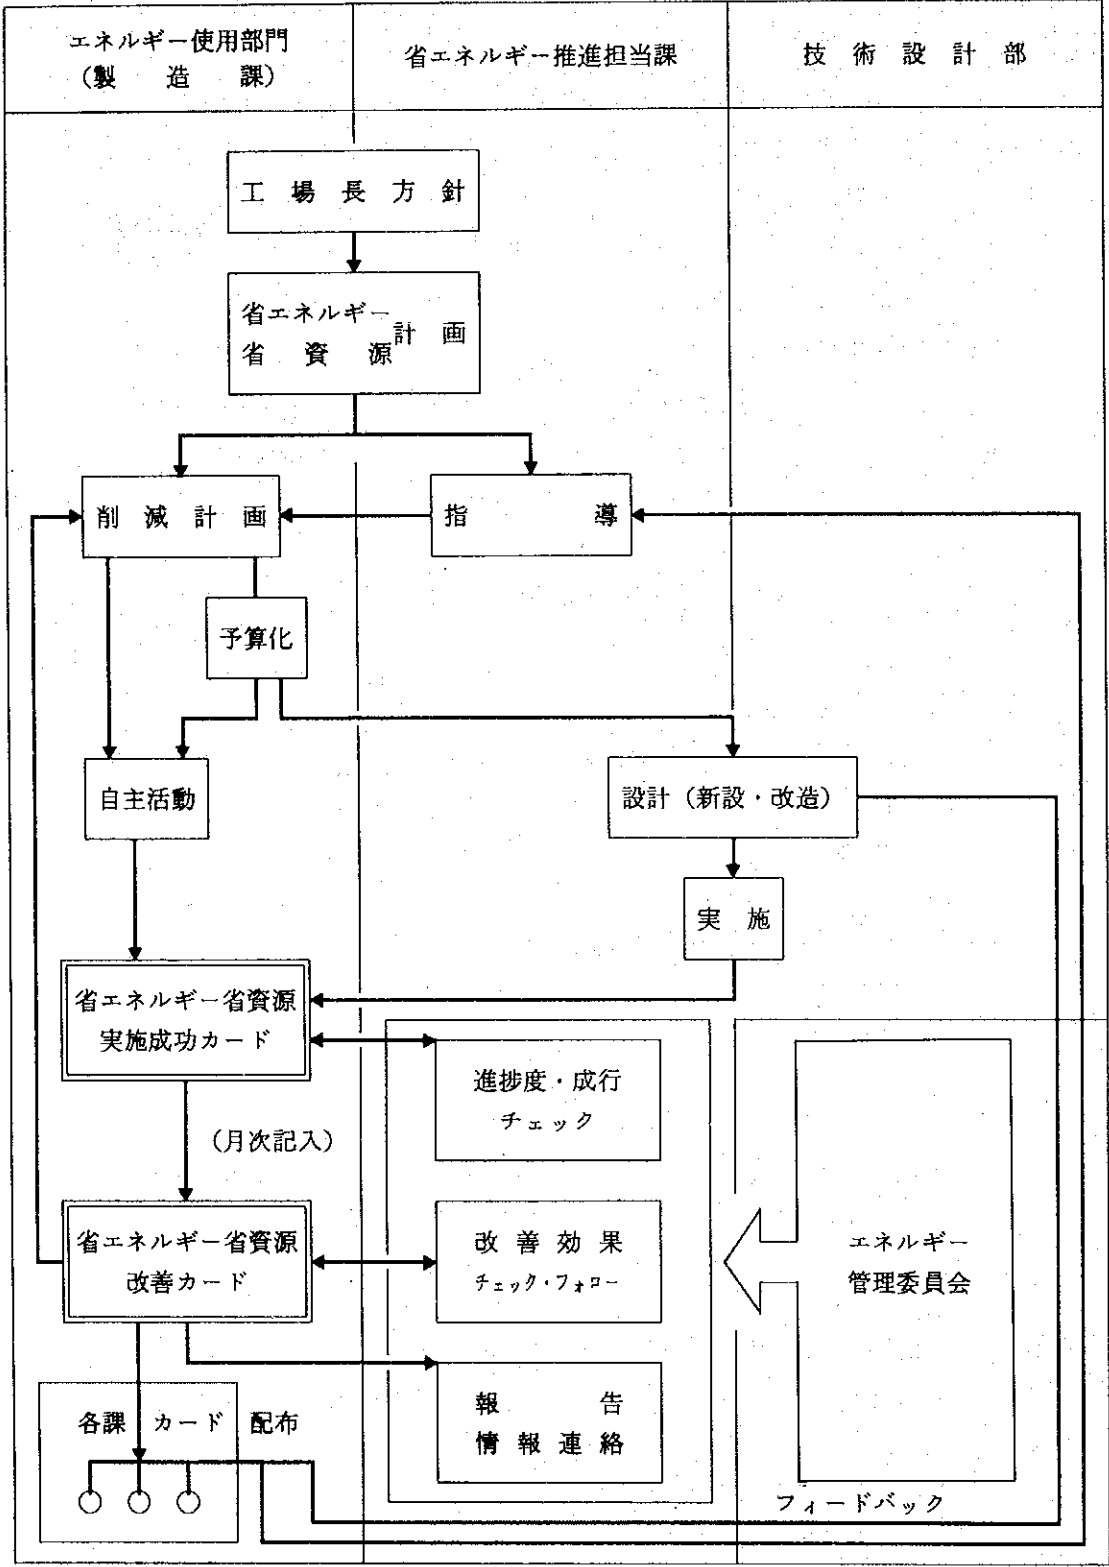 エネルギー使用部門
(製造課)
省エネルギー推進担当課
技術設計部
工場長方針
省エネルギー
省資源
計画
削減計画
指導
予算化
自主活動
設計(新設・改造)
実施
省エネルギー省資源
実施成功カード
進捗度・成行
チェック
(月次記入)
省エネルギー省資源
改善カード
改善効果
チェック・フォロー
エネルギー
管理委員会
各課カード配布
報告
情報連絡
フィードバック